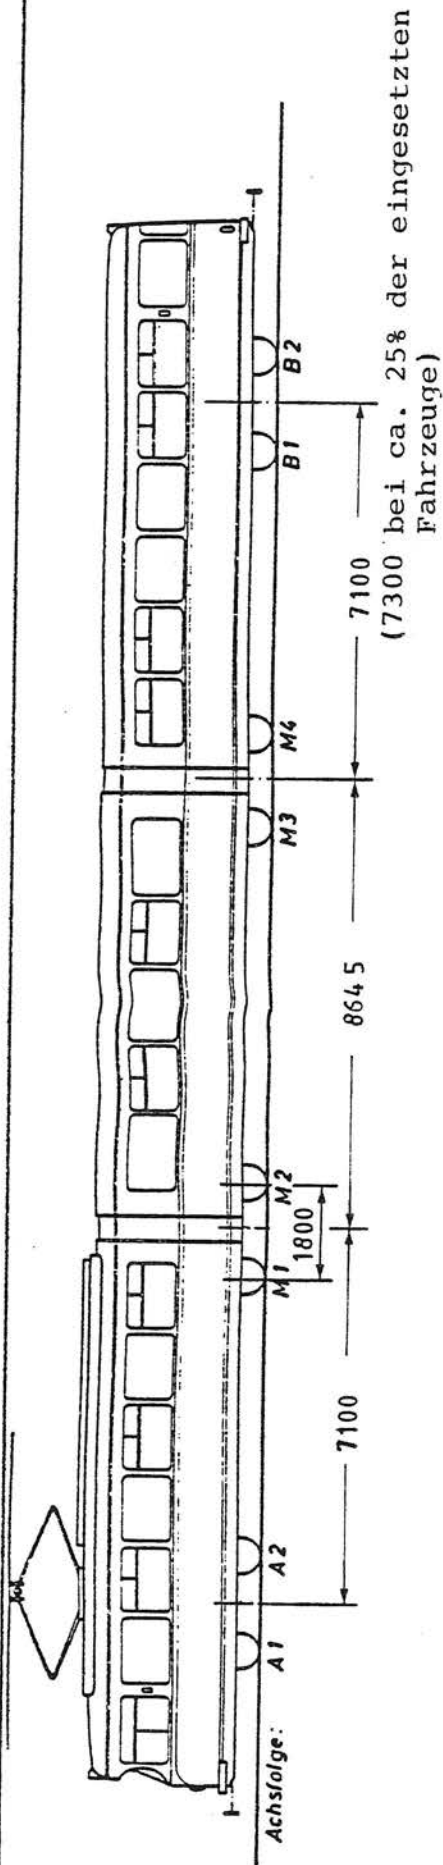 Achsfolge:
A1 A2 M1 M2 M3 M4 B1 B2
1800
7100 8645 7100
(7300 bei ca. 25% der eingesetzten
Fahrzeuge)